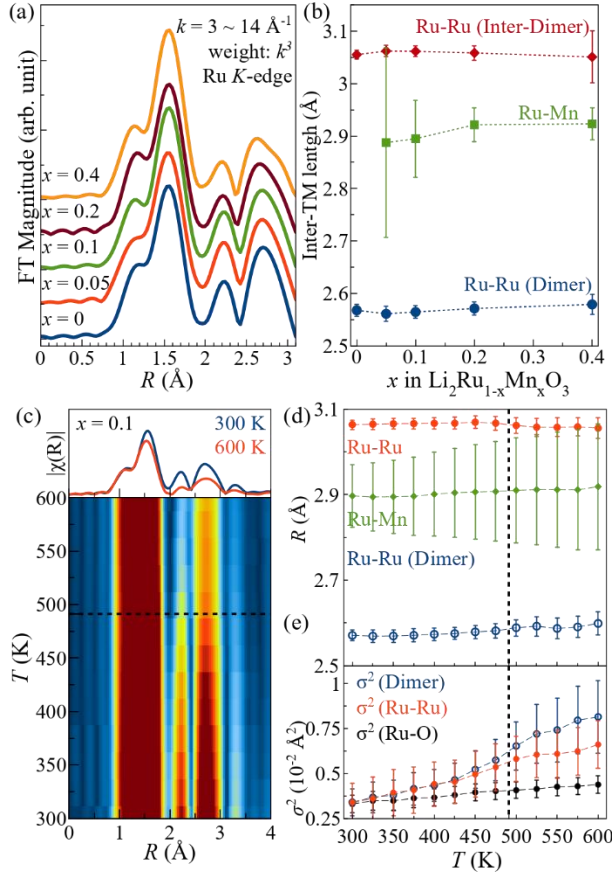 (a)
k = 3 ~ 14 Å⁻¹
weight: k³
Ru K-edge
FT Magnitude (arb. unit)
x = 0.4
x = 0.2
x = 0.1
x = 0.05
x = 0
0 0.5 1 1.5 2 2.5 3
R (Å)
(b)
Ru-Ru (Inter-Dimer)
Ru-Mn
Ru-Ru (Dimer)
Inter-TM lengh (Å)
3.1
3
2.9
2.8
2.7
2.6
2.5
0.0 0.1 0.2 0.3 0.4
x in Li₂Ru₁₋ₓMnₓO₃
(c)
x = 0.1
300 K
600 K
|χ(R)|
600
550
500
450
400
350
300
T (K)
0 1 2 3 4
R (Å)
(d)
3.1
2.9
2.7
2.5
R (Å)
Ru-Ru
Ru-Mn
Ru-Ru (Dimer)
(e)
σ² (Dimer)
σ² (Ru-Ru)
σ² (Ru-O)
1
0.75
0.5
0.25
σ² (10⁻² Å²)
300 350 400 450 500 550 600
T (K)